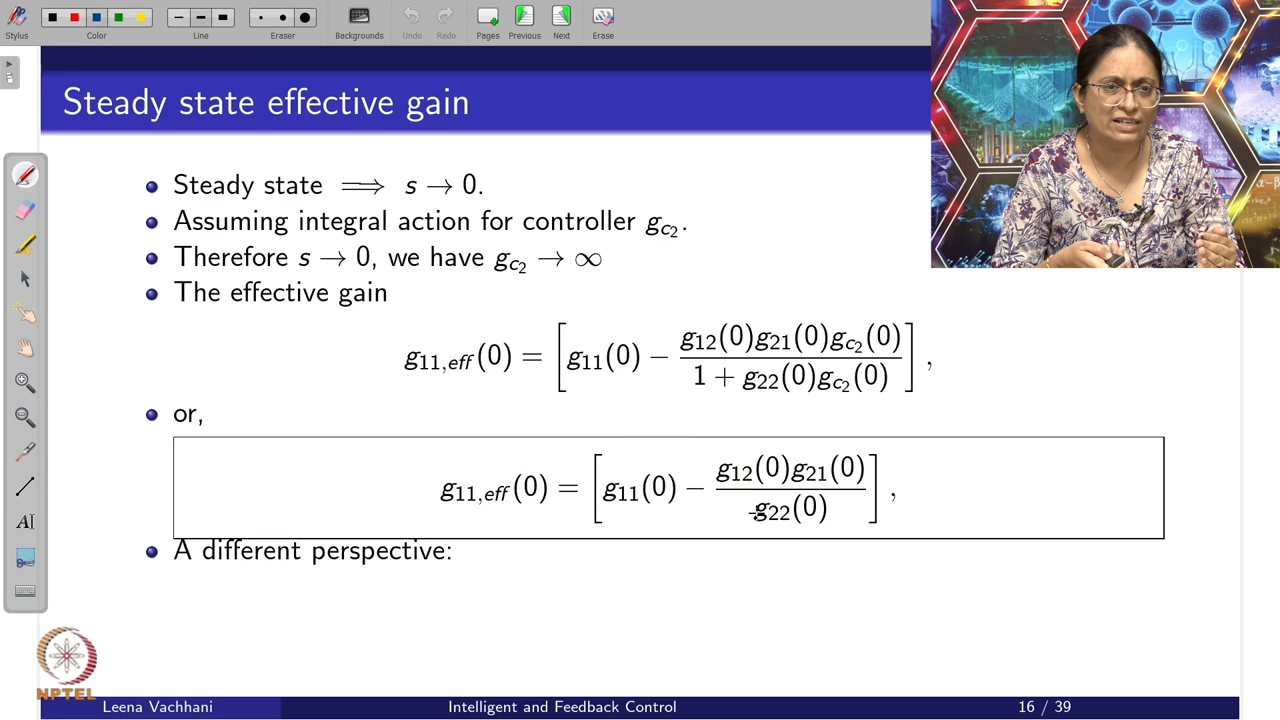 Stylus
Color
Line
Eraser
Backgrounds
Undo
Redo
Pages
Previous
Next
Erase
Steady state effective gain
Steady state ⟹ s → 0.
Assuming integral action for controller g_{c_2}.
Therefore s → 0, we have g_{c_2} → ∞
The effective gain
g_{11,eff}(0) = [ g_{11}(0) − \frac{g_{12}(0)g_{21}(0)g_{c_2}(0)}{1 + g_{22}(0)g_{c_2}(0)} ] ,
or,
g_{11,eff}(0) = [ g_{11}(0) − \frac{g_{12}(0)g_{21}(0)}{g_{22}(0)} ] ,
A different perspective:
NPTEL
Leena Vachhani
Intelligent and Feedback Control
16 / 39